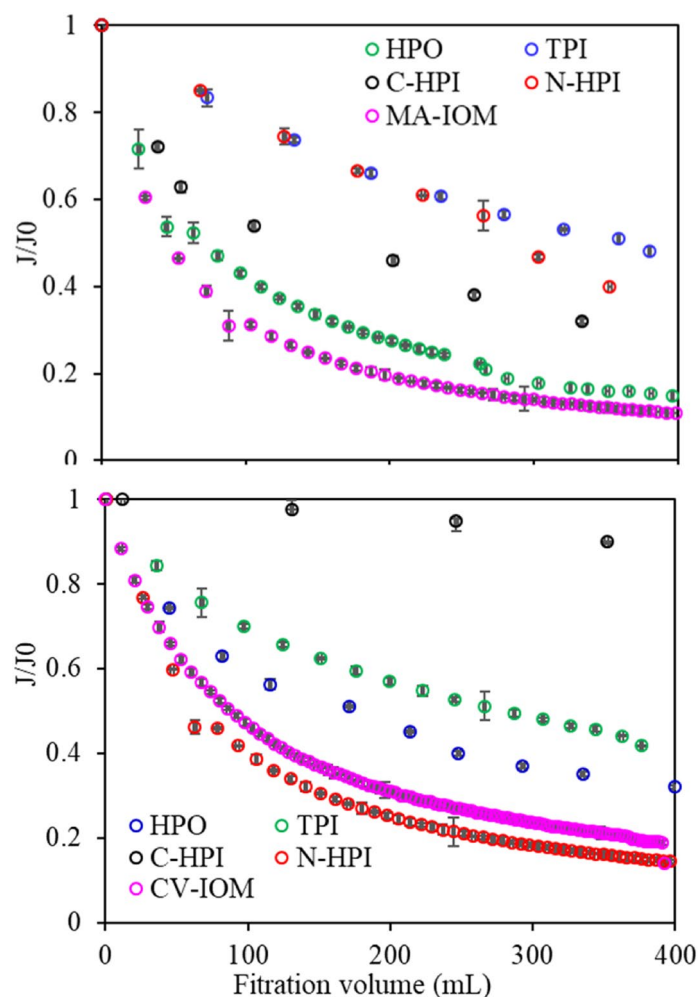 1
HPO TPI
C-HPI N-HPI
MA-IOM
0.8
0.6
J/J0
0.4
0.2
0
1
0.8
0.6
J/J0
0.4
HPO TPI
C-HPI N-HPI
CV-IOM
0.2
0
0 100 200 300 400
Fitration volume (mL)